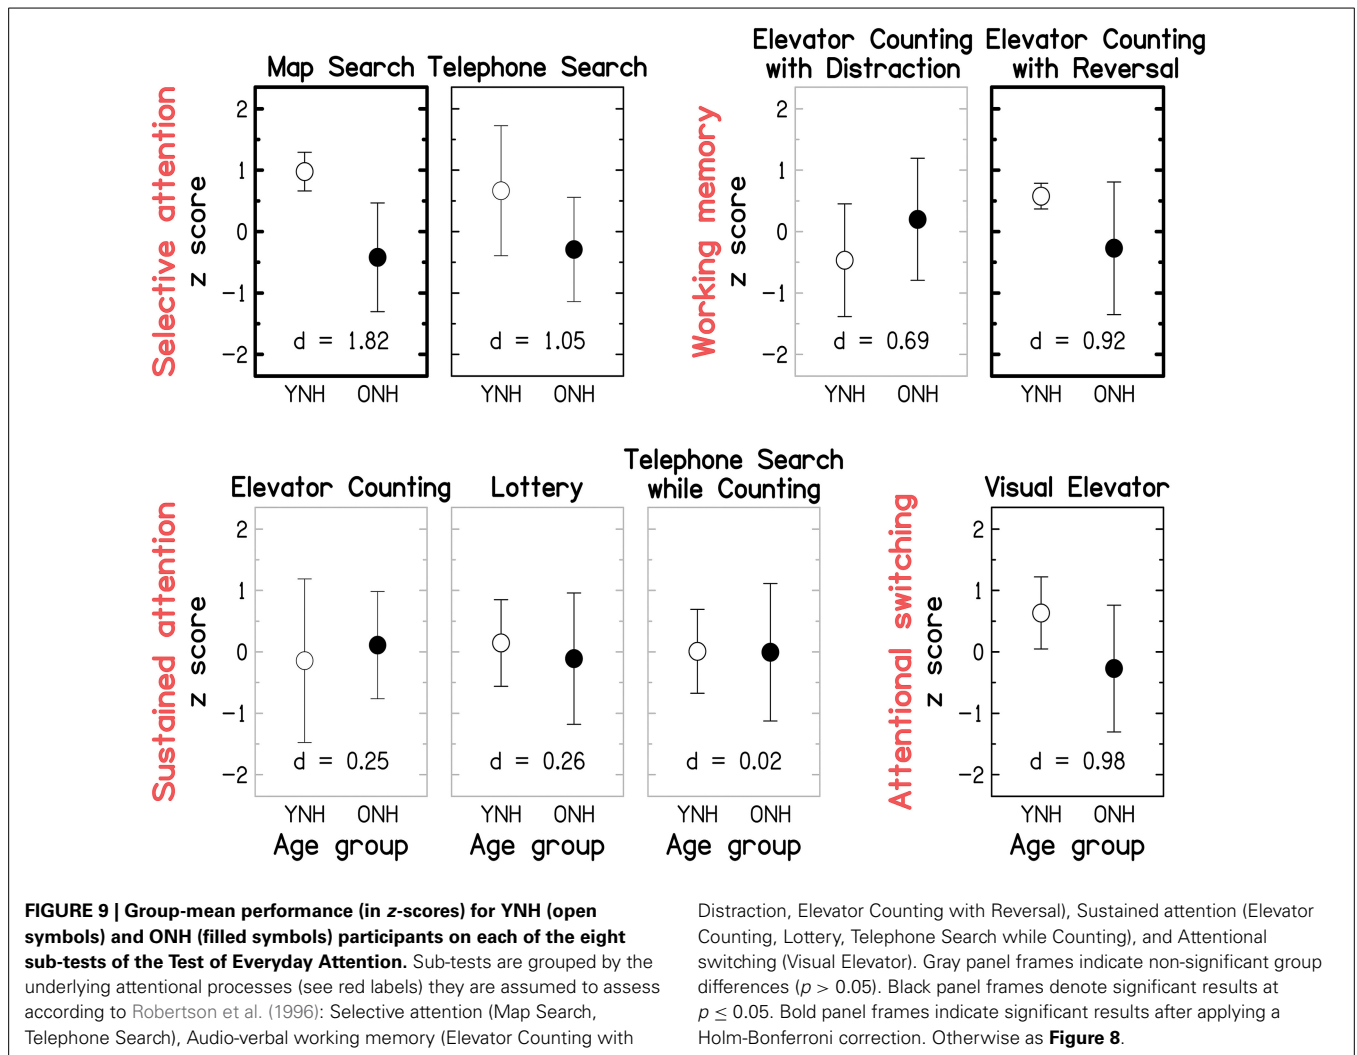 Map Search
Telephone Search
Elevator Counting
with Distraction
Elevator Counting
with Reversal
Selective attention
z score
2
1
0
−1
−2
d = 1.82
YNH ONH
d = 1.05
YNH ONH
Working memory
z score
2
1
0
−1
−2
d = 0.69
YNH ONH
d = 0.92
YNH ONH
Elevator Counting
Lottery
Telephone Search
while Counting
Visual Elevator
Sustained attention
z score
2
1
0
−1
−2
d = 0.25
YNH ONH
Age group
d = 0.26
YNH ONH
Age group
d = 0.02
YNH ONH
Age group
Attentional switching
z score
2
1
0
−1
−2
d = 0.98
YNH ONH
Age group
FIGURE 9 | Group-mean performance (in z-scores) for YNH (open
symbols) and ONH (filled symbols) participants on each of the eight
sub-tests of the Test of Everyday Attention. Sub-tests are grouped by the
underlying attentional processes (see red labels) they are assumed to assess
according to Robertson et al. (1996): Selective attention (Map Search,
Telephone Search), Audio-verbal working memory (Elevator Counting with
Distraction, Elevator Counting with Reversal), Sustained attention (Elevator
Counting, Lottery, Telephone Search while Counting), and Attentional
switching (Visual Elevator). Gray panel frames indicate non-significant group
differences (p > 0.05). Black panel frames denote significant results at
p ≤ 0.05. Bold panel frames indicate significant results after applying a
Holm-Bonferroni correction. Otherwise as Figure 8.